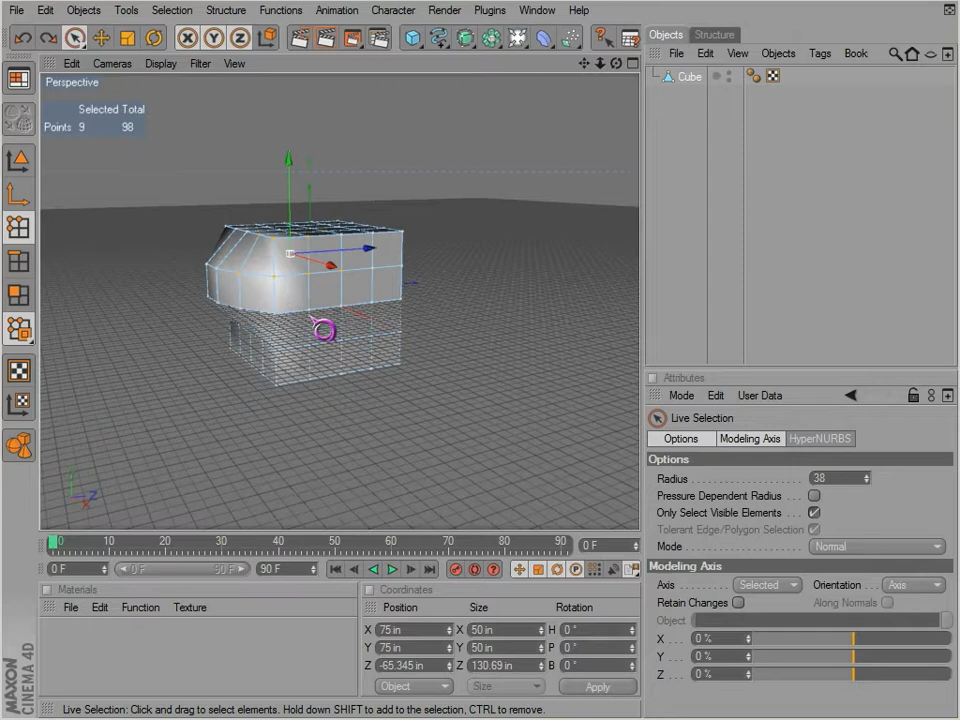 File Edit Objects Tools Selection Structure Functions Animation Character Render Plugins Window Help
Objects Structure
File Edit View Objects Tags Book
Cube
Edit Cameras Display Filter View
Perspective
Selected Total
Points 9 98
X Y Z
Z
X
0 10 20 30 40 50 60 70 80 90 0 F
0 F 0 F 90 F 90 F
Materials
File Edit Function Texture
Coordinates
Position Size Rotation
X 75 in X 50 in H 0 °
Y 75 in Y 50 in P 0 °
Z -65.345 in Z 130.69 in B 0 °
Object Size Apply
Attributes
Mode Edit User Data
Live Selection
Options Modeling Axis HyperNURBS
Options
Radius 38
Pressure Dependent Radius
Only Select Visible Elements
Tolerant Edge/Polygon Selection
Mode Normal
Modeling Axis
Axis Selected Orientation Axis
Retain Changes Along Normals
Object
X 0 %
Y 0 %
Z 0 %
MAXON CINEMA 4D
Live Selection: Click and drag to select elements. Hold down SHIFT to add to the selection, CTRL to remove.